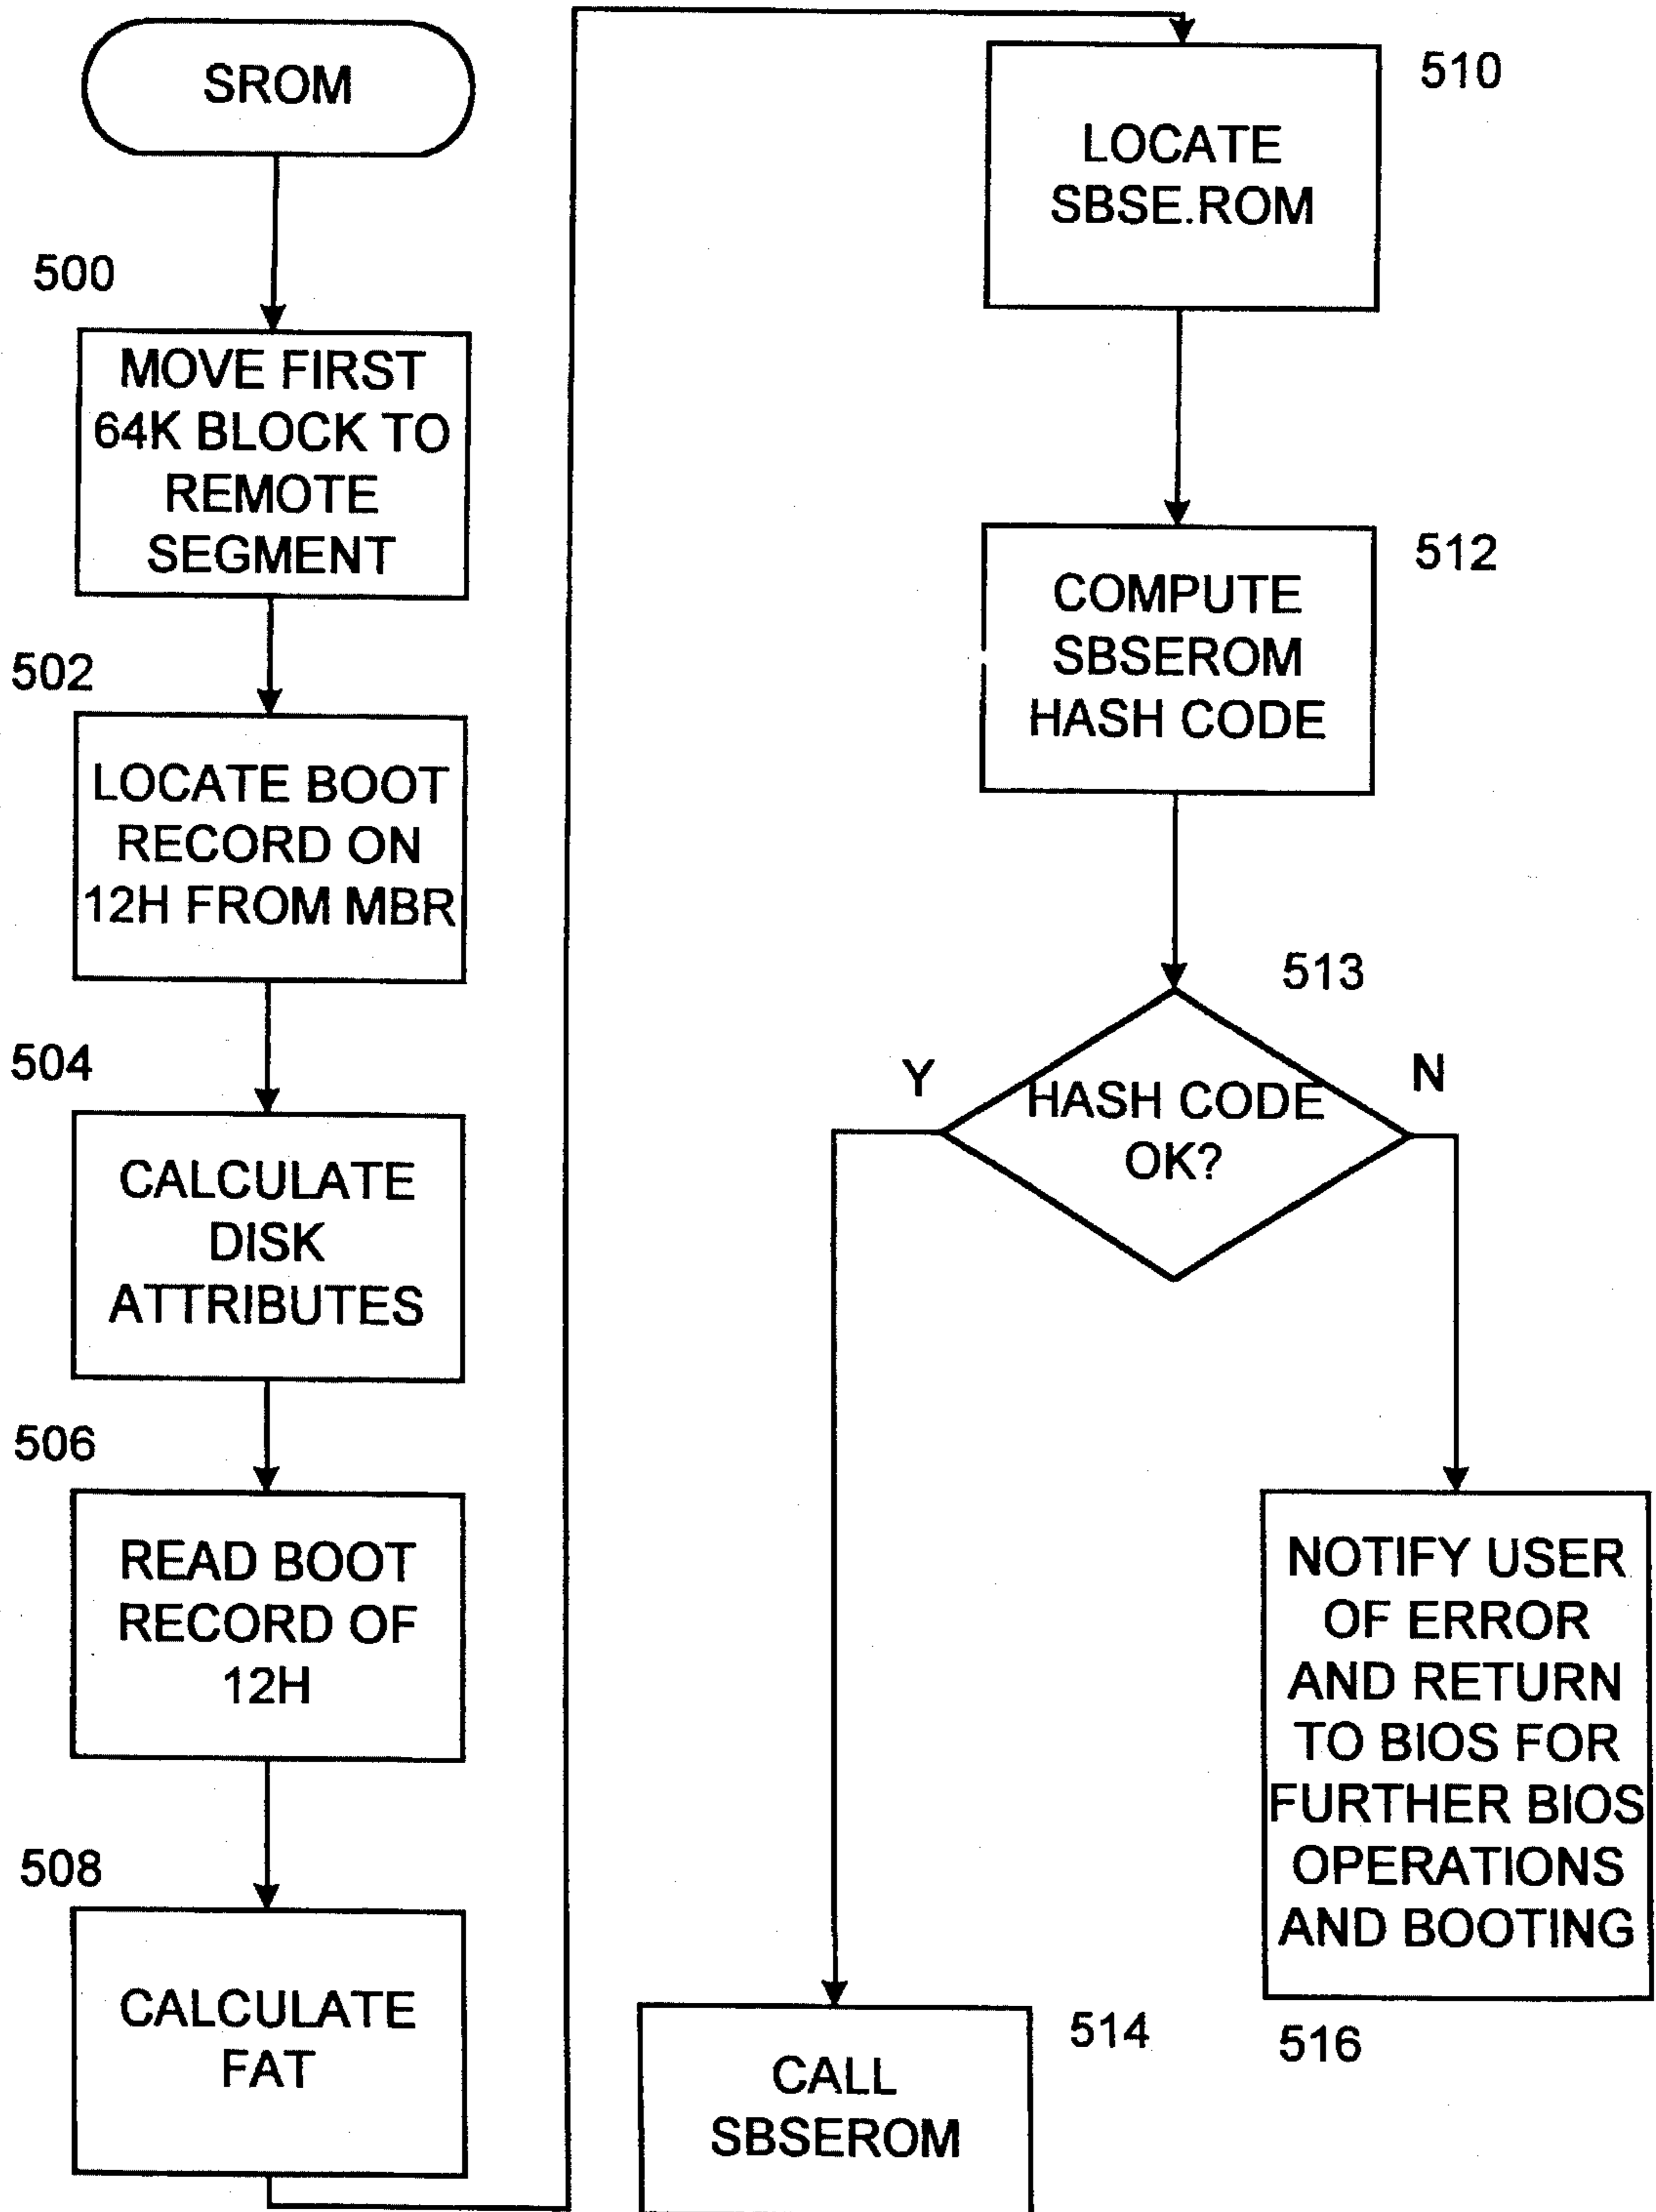 SROM
500
MOVE FIRST
64K BLOCK TO
REMOTE
SEGMENT
502
LOCATE BOOT
RECORD ON
12H FROM MBR
504
CALCULATE
DISK
ATTRIBUTES
506
READ BOOT
RECORD OF
12H
508
CALCULATE
FAT
510
LOCATE
SBSE.ROM
512
COMPUTE
SBSEROM
HASH CODE
513
HASH CODE
OK?
Y
N
514
CALL
SBSEROM
NOTIFY USER
OF ERROR
AND RETURN
TO BIOS FOR
FURTHER BIOS
OPERATIONS
AND BOOTING
516